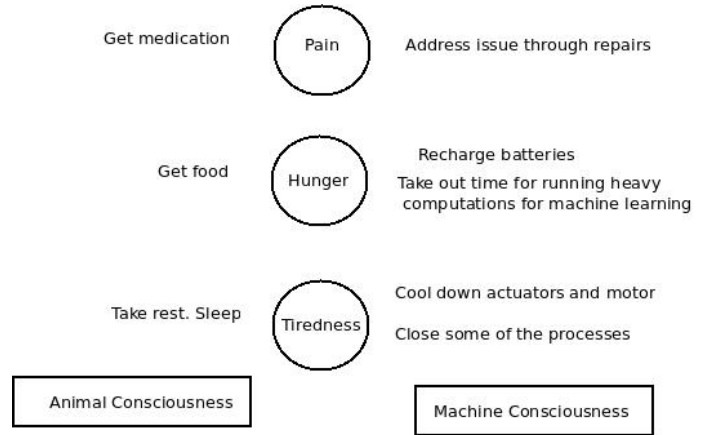 Get medication
Pain
Address issue through repairs
Get food
Hunger
Recharge batteries
Take out time for running heavy
computations for machine learning
Take rest. Sleep
Tiredness
Cool down actuators and motor
Close some of the processes
Animal Consciousness
Machine Consciousness